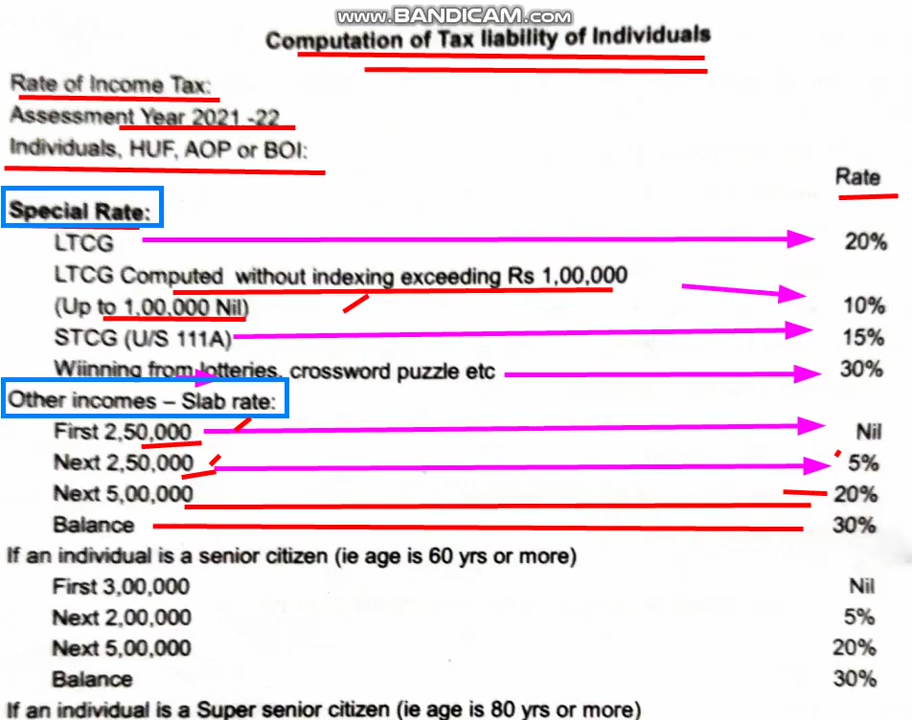 www.BANDICAM.com
Computation of Tax liability of Individuals
Rate of Income Tax:
Assessment Year 2021 -22
Individuals, HUF, AOP or BOI:
Rate
Special Rate:
LTCG 20%
LTCG Computed without indexing exceeding Rs 1,00,000
(Up to 1,00,000 Nil) 10%
STCG (U/S 111A) 15%
Wiinning from lotteries, crossword puzzle etc 30%
Other incomes – Slab rate:
First 2,50,000 Nil
Next 2,50,000 5%
Next 5,00,000 20%
Balance 30%
If an individual is a senior citizen (ie age is 60 yrs or more)
First 3,00,000 Nil
Next 2,00,000 5%
Next 5,00,000 20%
Balance 30%
If an individual is a Super senior citizen (ie age is 80 yrs or more)